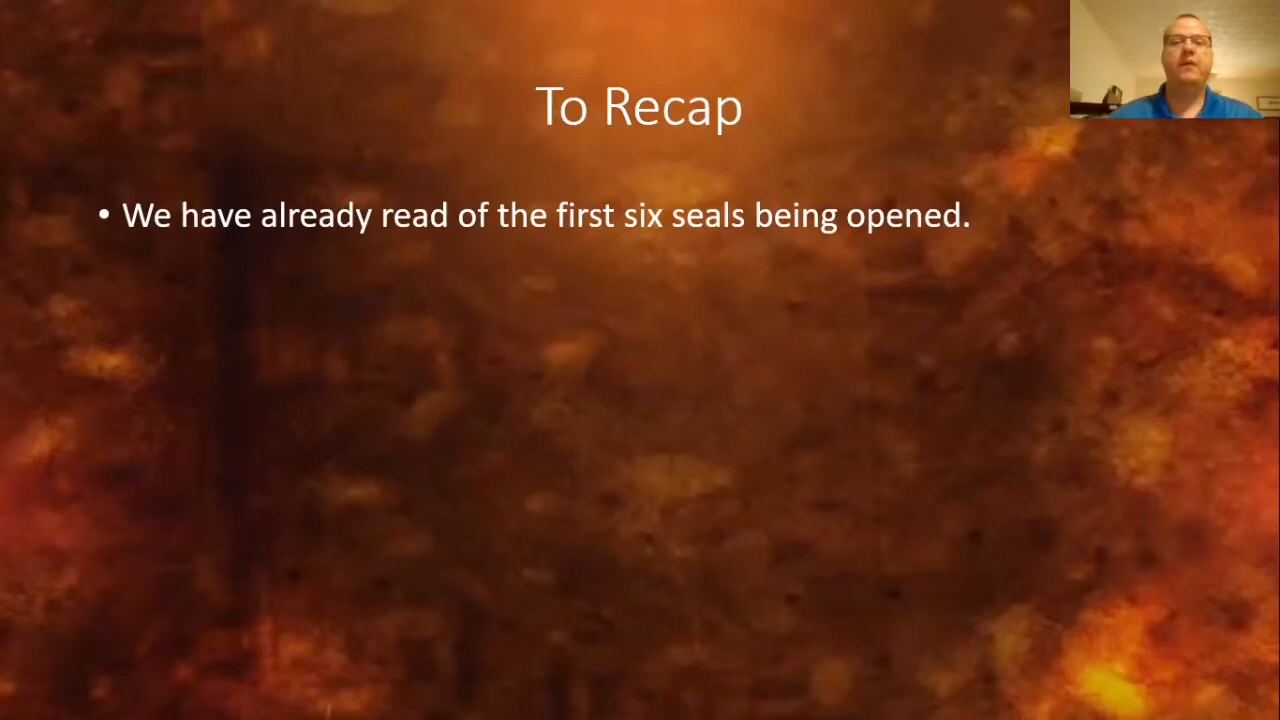 To Recap
• We have already read of the first six seals being opened.